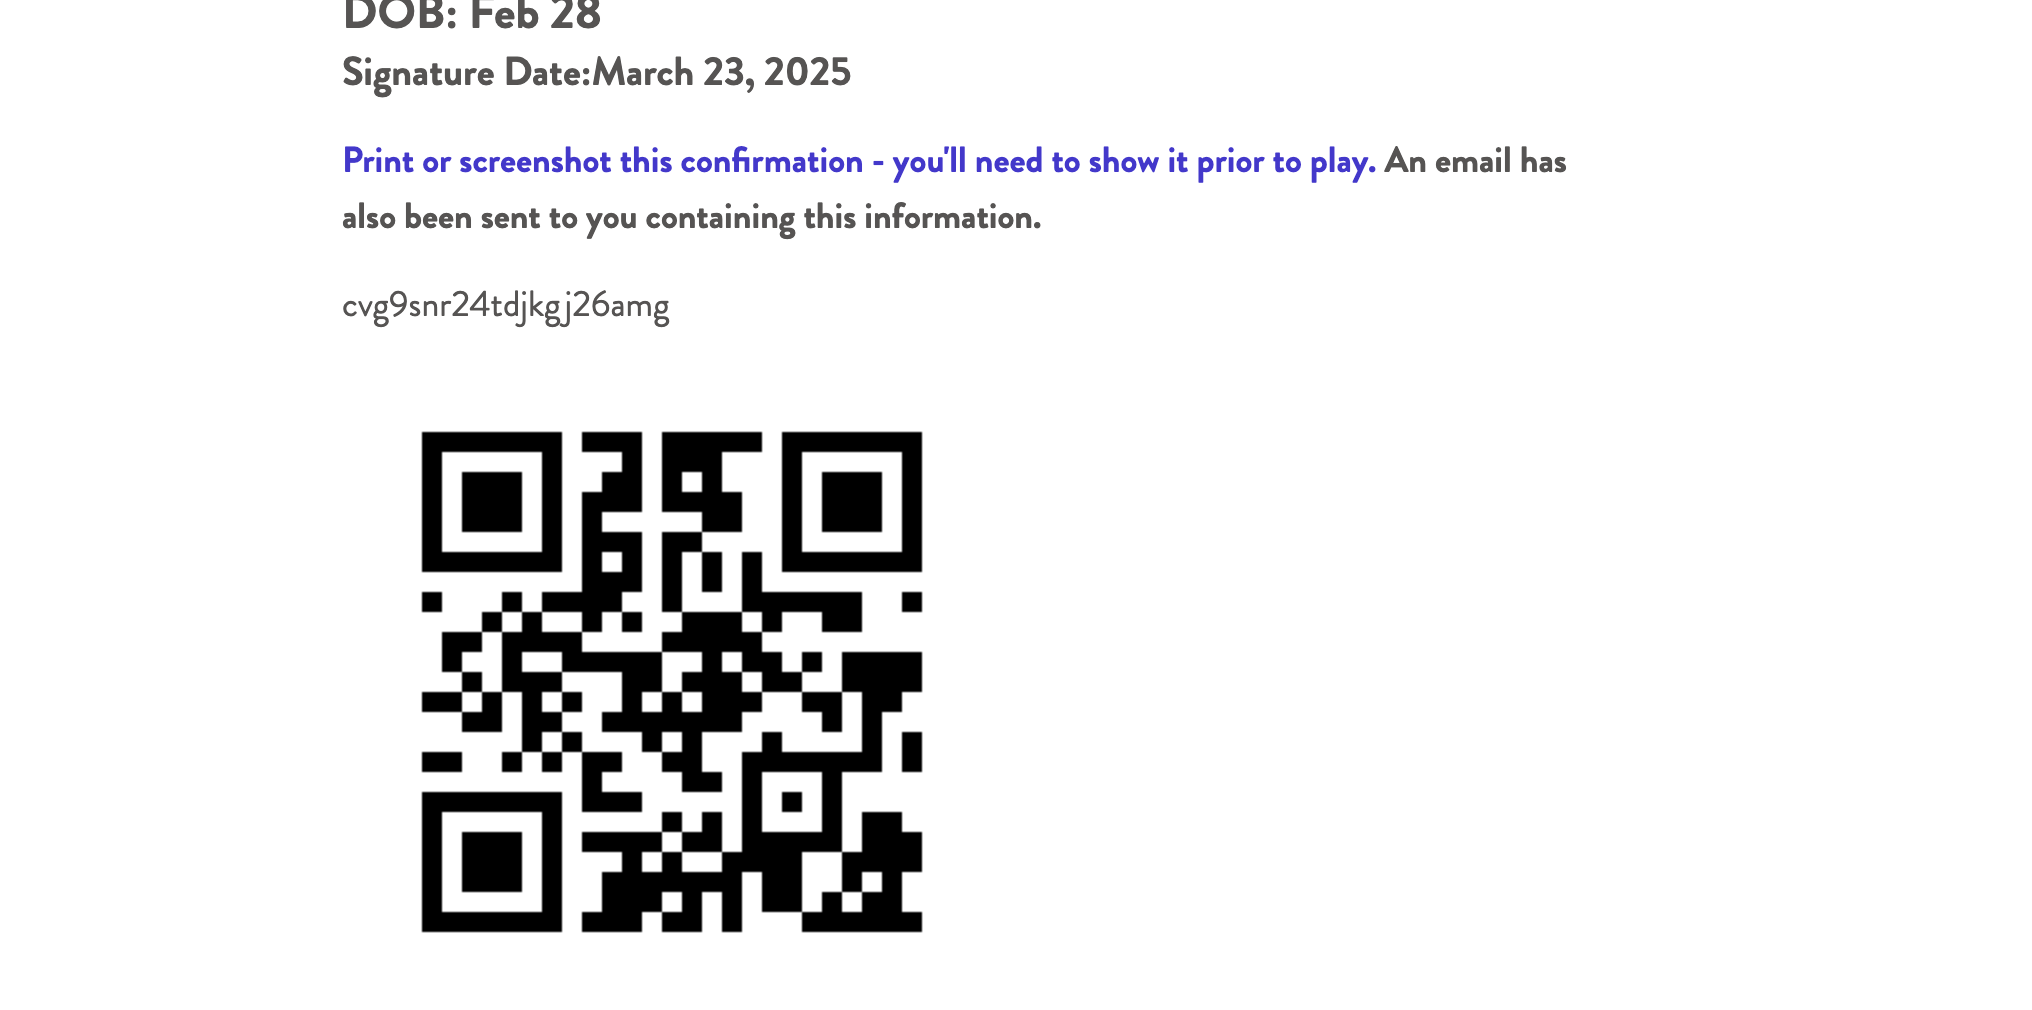 DOB: Feb 28
Signature Date:March 23, 2025
Print or screenshot this confirmation - you'll need to show it prior to play. An email has
also been sent to you containing this information.
cvg9snr24tdjkgj26amg